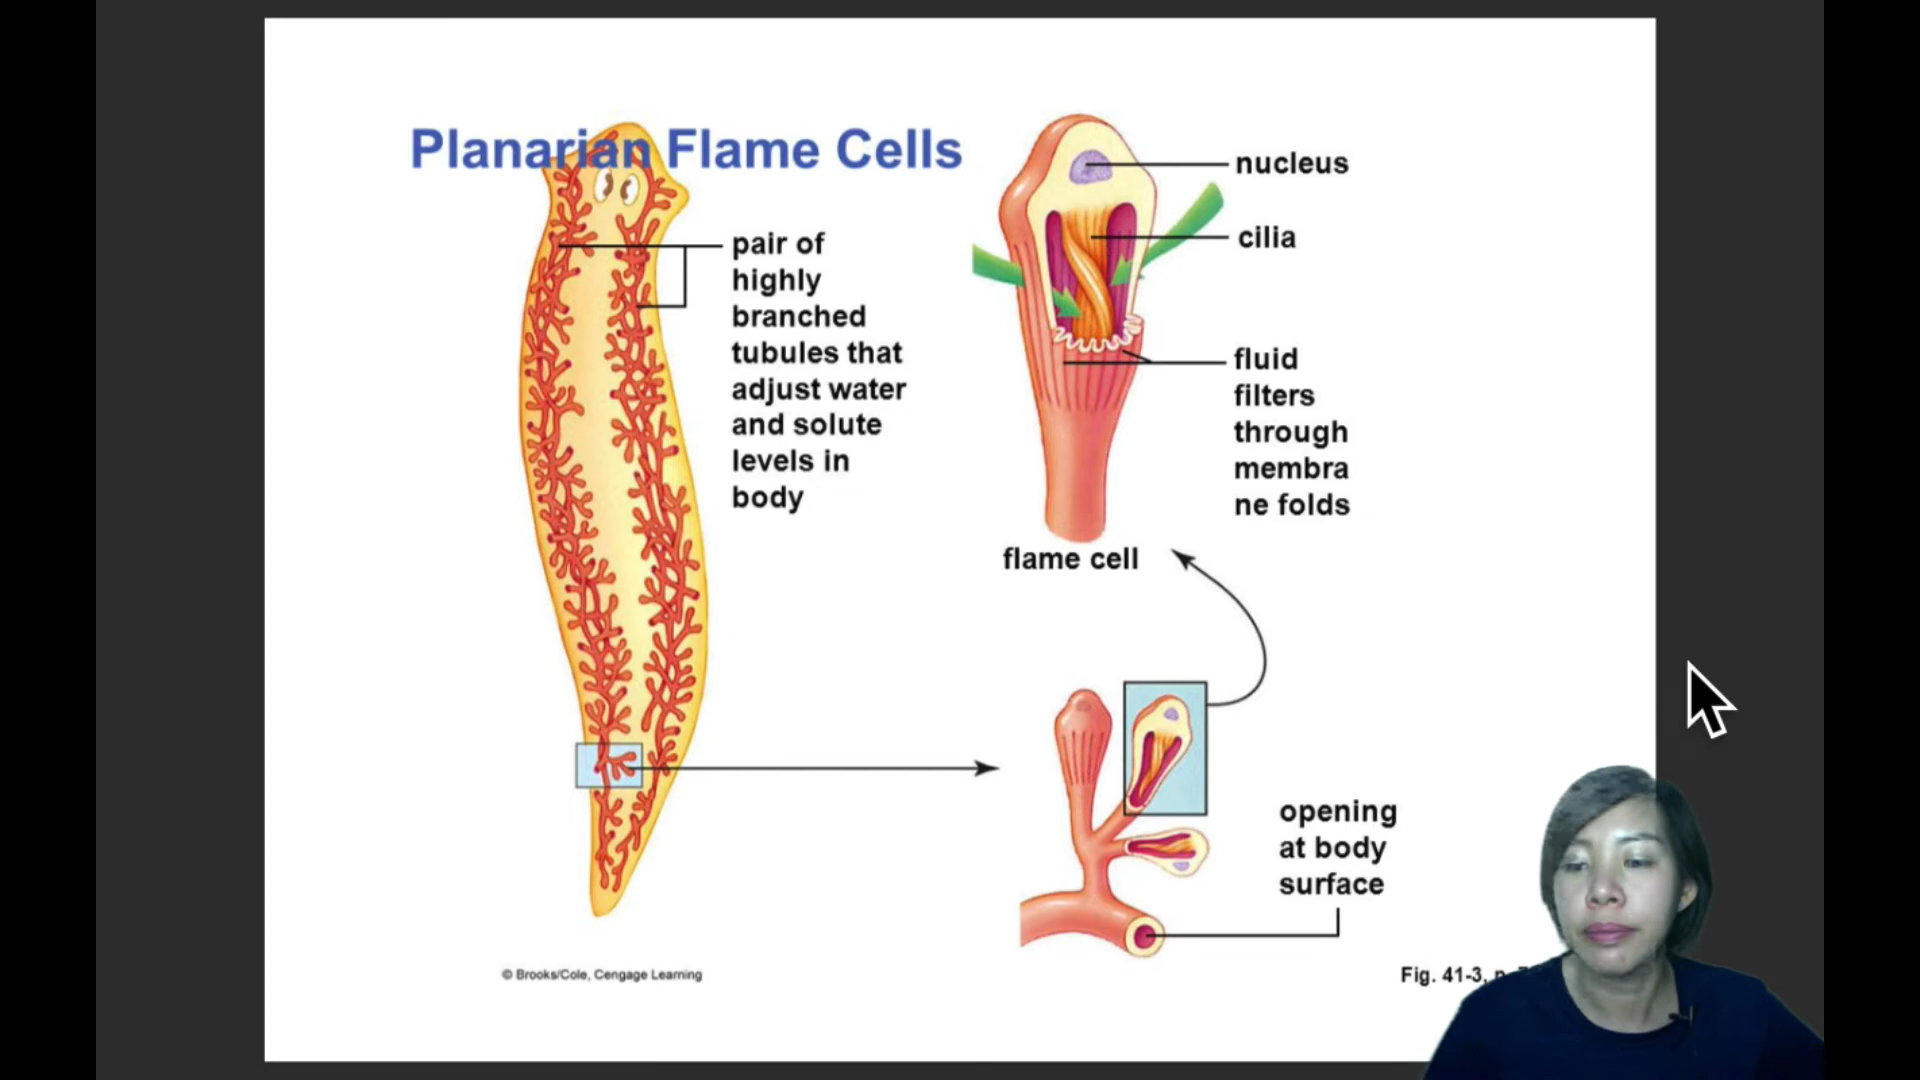 Planarian Flame Cells
pair of
highly
branched
tubules that
adjust water
and solute
levels in
body
nucleus
cilia
fluid
filters
through
membra
ne folds
flame cell
opening
at body
surface
© Brooks/Cole, Cengage Learning
Fig. 41-3,